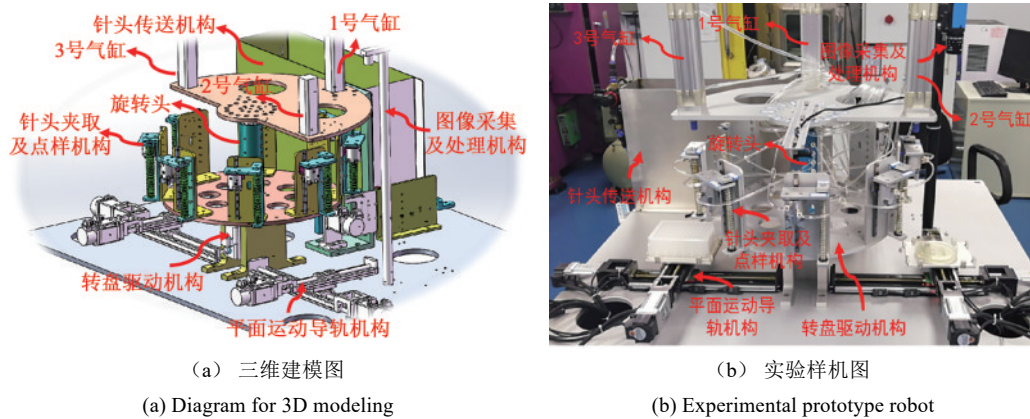 针头传送机构
1号气缸
3号气缸
2号气缸
旋转头
针头夹取
及点样机构
图像采集
及处理机构
转盘驱动机构
平面运动导轨机构
(a) 三维建模图
(a) Diagram for 3D modeling
1号气缸
3号气缸
图像采集及
处理机构
2号气缸
旋转头
针头传送机构
针头夹取及
点样机构
平面运动导
轨机构
转盘驱动机构
(b) 实验样机图
(b) Experimental prototype robot